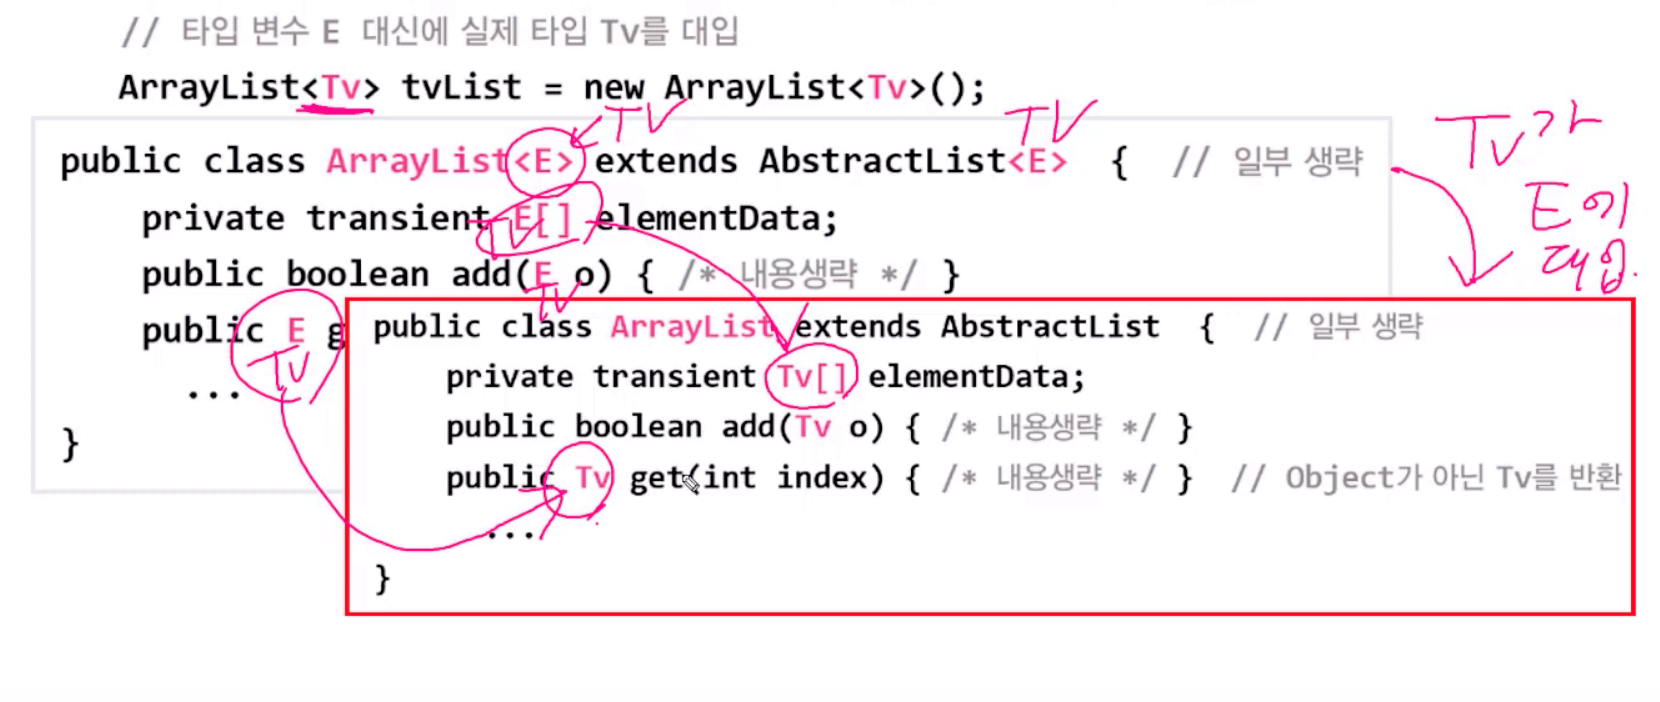 // 타입 변수 E 대신에 실제 타입 Tv를 대입
ArrayList<Tv> tvList = new ArrayList<Tv>();
TV
TV
Tv가
E에
대입.
public class ArrayList<E> extends AbstractList<E> { // 일부 생략
private transient E[] elementData;
TV
public boolean add(E o) { /* 내용생략 */ }
TV
public E g
Tv
...
}
public class ArrayList extends AbstractList { // 일부 생략
private transient Tv[] elementData;
public boolean add(Tv o) { /* 내용생략 */ }
public Tv get(int index) { /* 내용생략 */ } // Object가 아닌 Tv를 반환
...
}